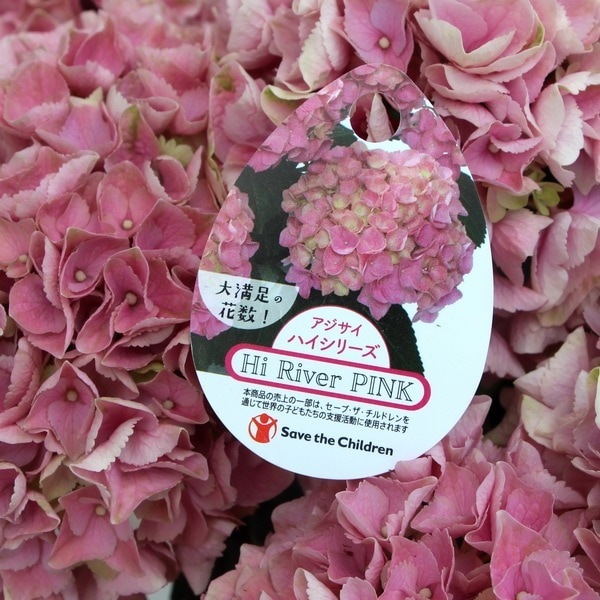 大満足の
花数！
アジサイ
ハイシリーズ
Hi River PINK
本商品の売上の一部は、セーブ・ザ・チルドレンを
通じて世界の子どもたちの支援活動に使用されます
Save the Children